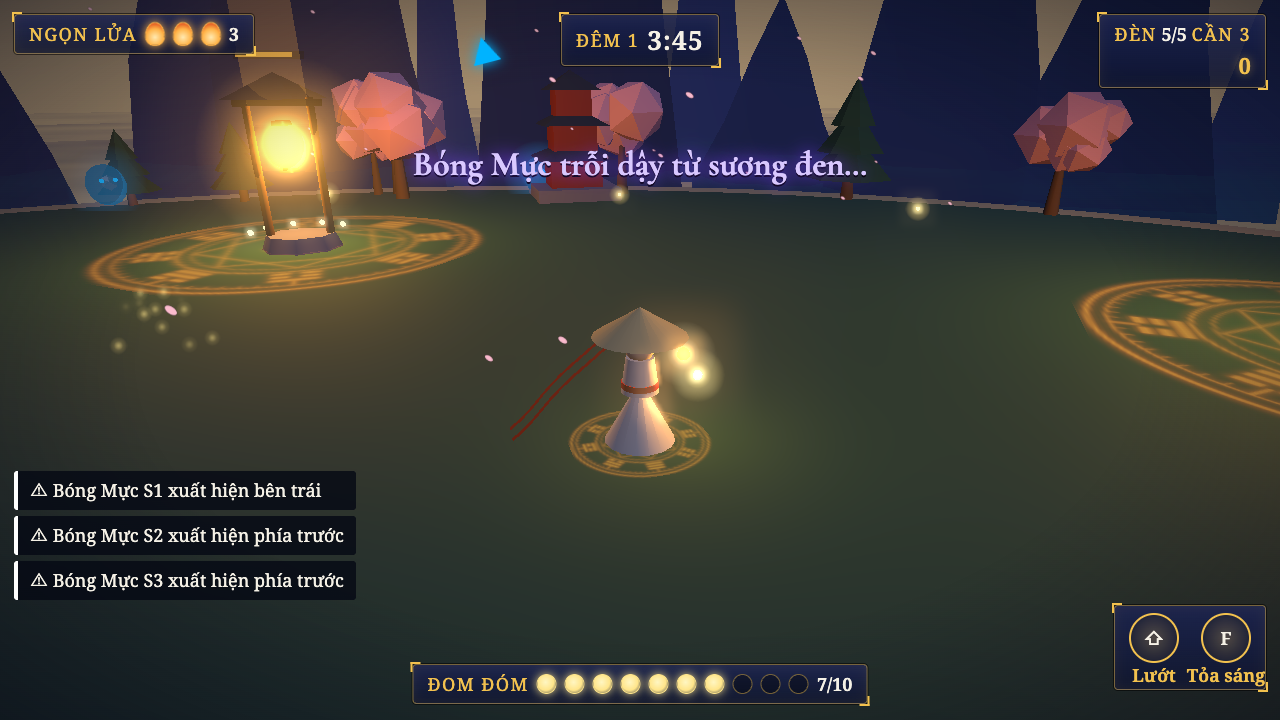 NGỌN LỬA 3
ĐÊM 1 3:45
ĐÈN 5/5 CẦN 3
0
Bóng Mực trỗi dậy từ sương đen...
⚠ Bóng Mực S1 xuất hiện bên trái
⚠ Bóng Mực S2 xuất hiện phía trước
⚠ Bóng Mực S3 xuất hiện phía trước
F
Lướt Tỏa sáng
ĐOM ĐÓM 7/10